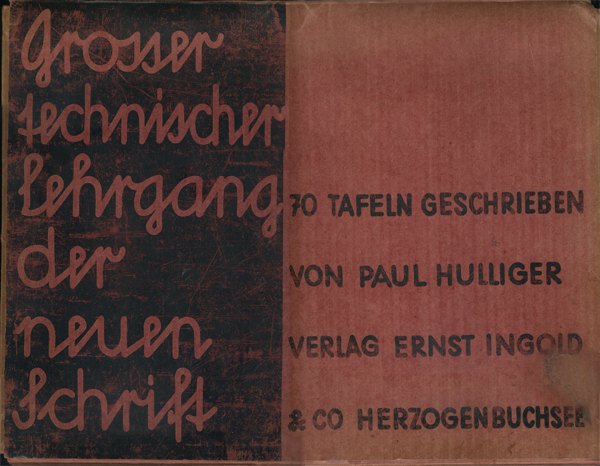 Grosser
technischer
Lehrgang
der
neuen
Schrift
70 TAFELN GESCHRIEBEN
VON PAUL HULLIGER
VERLAG ERNST INGOLD
& CO HERZOGENBUCHSEE